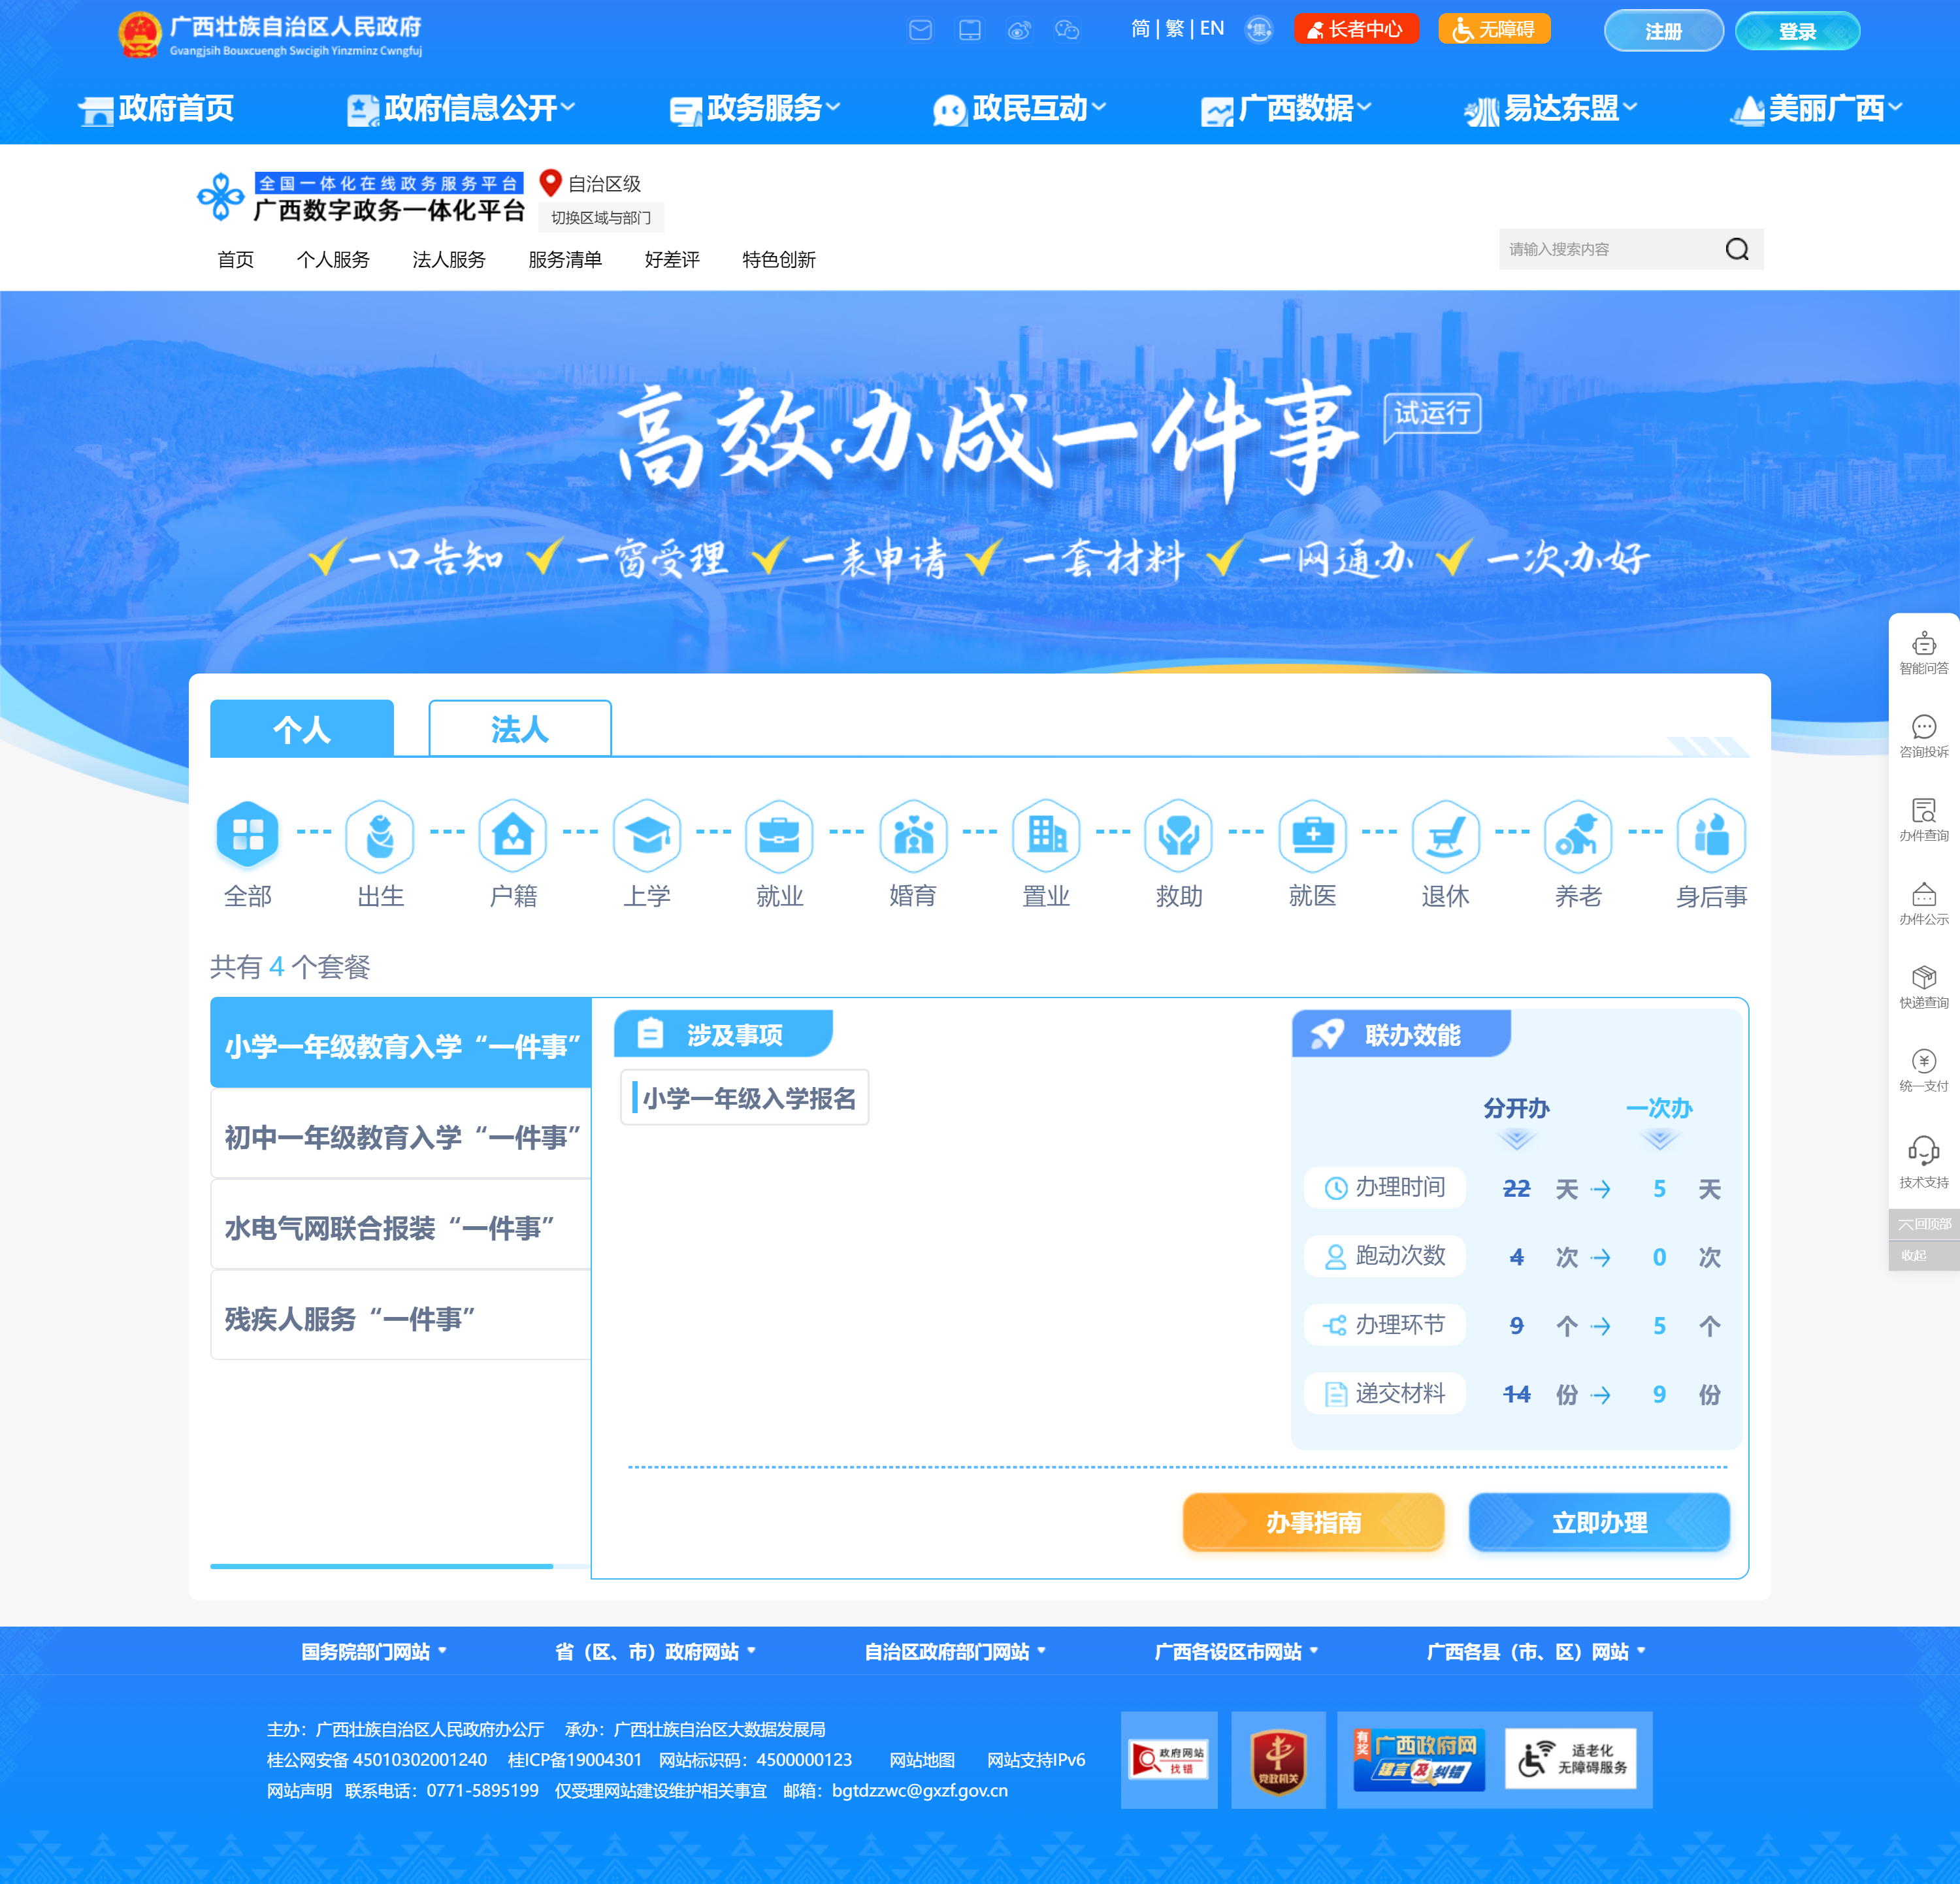 广西壮族自治区人民政府
Gvangjsih Bouxcuengh Swcigih Yinzminz Cwngfuj
简 | 繁 | EN
集
长者中心
无障碍
注册
登录
政府首页
政府信息公开
政务服务
政民互动
广西数据
易达东盟
美丽广西
全国一体化在线政务服务平台
广西数字政务一体化平台
自治区级
切换区域与部门
首页
个人服务
法人服务
服务清单
好差评
特色创新
请输入搜索内容
高效办成一件事
试运行
一口告知
一窗受理
一表申请
一套材料
一网通办
一次办好
个人
法人
全部
出生
户籍
上学
就业
婚育
置业
救助
就医
退休
养老
身后事
共有 4 个套餐
小学一年级教育入学“一件事”
初中一年级教育入学“一件事”
水电气网联合报装“一件事”
残疾人服务“一件事”
涉及事项
小学一年级入学报名
联办效能
分开办
一次办
办理时间 22 天 5 天
跑动次数 4 次 0 次
办理环节 9 个 5 个
递交材料 14 份 9 份
办事指南
立即办理
智能问答
咨询投诉
办件查询
办件公示
快递查询
统一支付
技术支持
回顶部
收起
国务院部门网站
省（区、市）政府网站
自治区政府部门网站
广西各设区市网站
广西各县（市、区）网站
主办：广西壮族自治区人民政府办公厅 承办：广西壮族自治区大数据发展局
桂公网安备 45010302001240 桂ICP备19004301 网站标识码：4500000123 网站地图 网站支持IPv6
网站声明 联系电话：0771-5895199 仅受理网站建设维护相关事宜 邮箱：bgtdzzwc@gxzf.gov.cn
政府网站
找错
党政机关
有奖
广西政府网
建言及纠错
适老化
无障碍服务